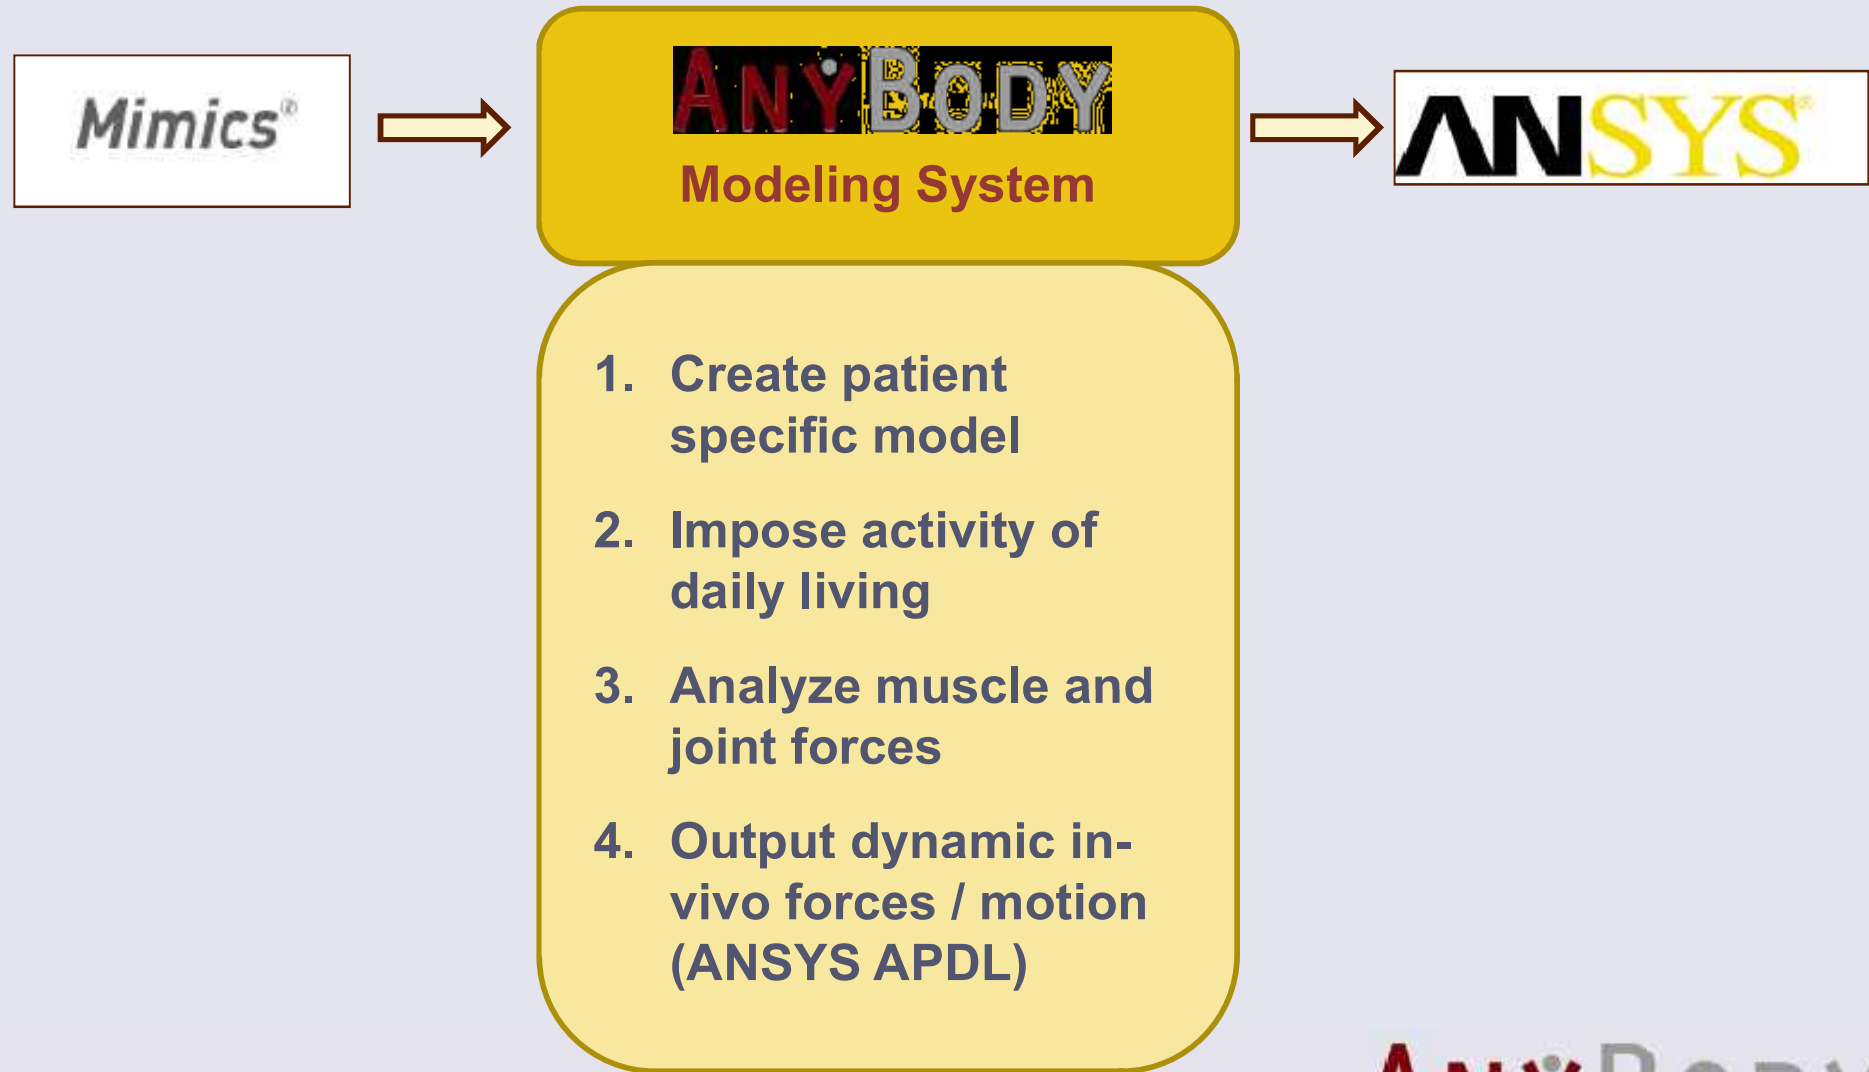 Mimics®
ANYBODY
Modeling System
ANSYS®
1. Create patient
specific model
2. Impose activity of
daily living
3. Analyze muscle and
joint forces
4. Output dynamic in-
vivo forces / motion
(ANSYS APDL)
ANYBODY